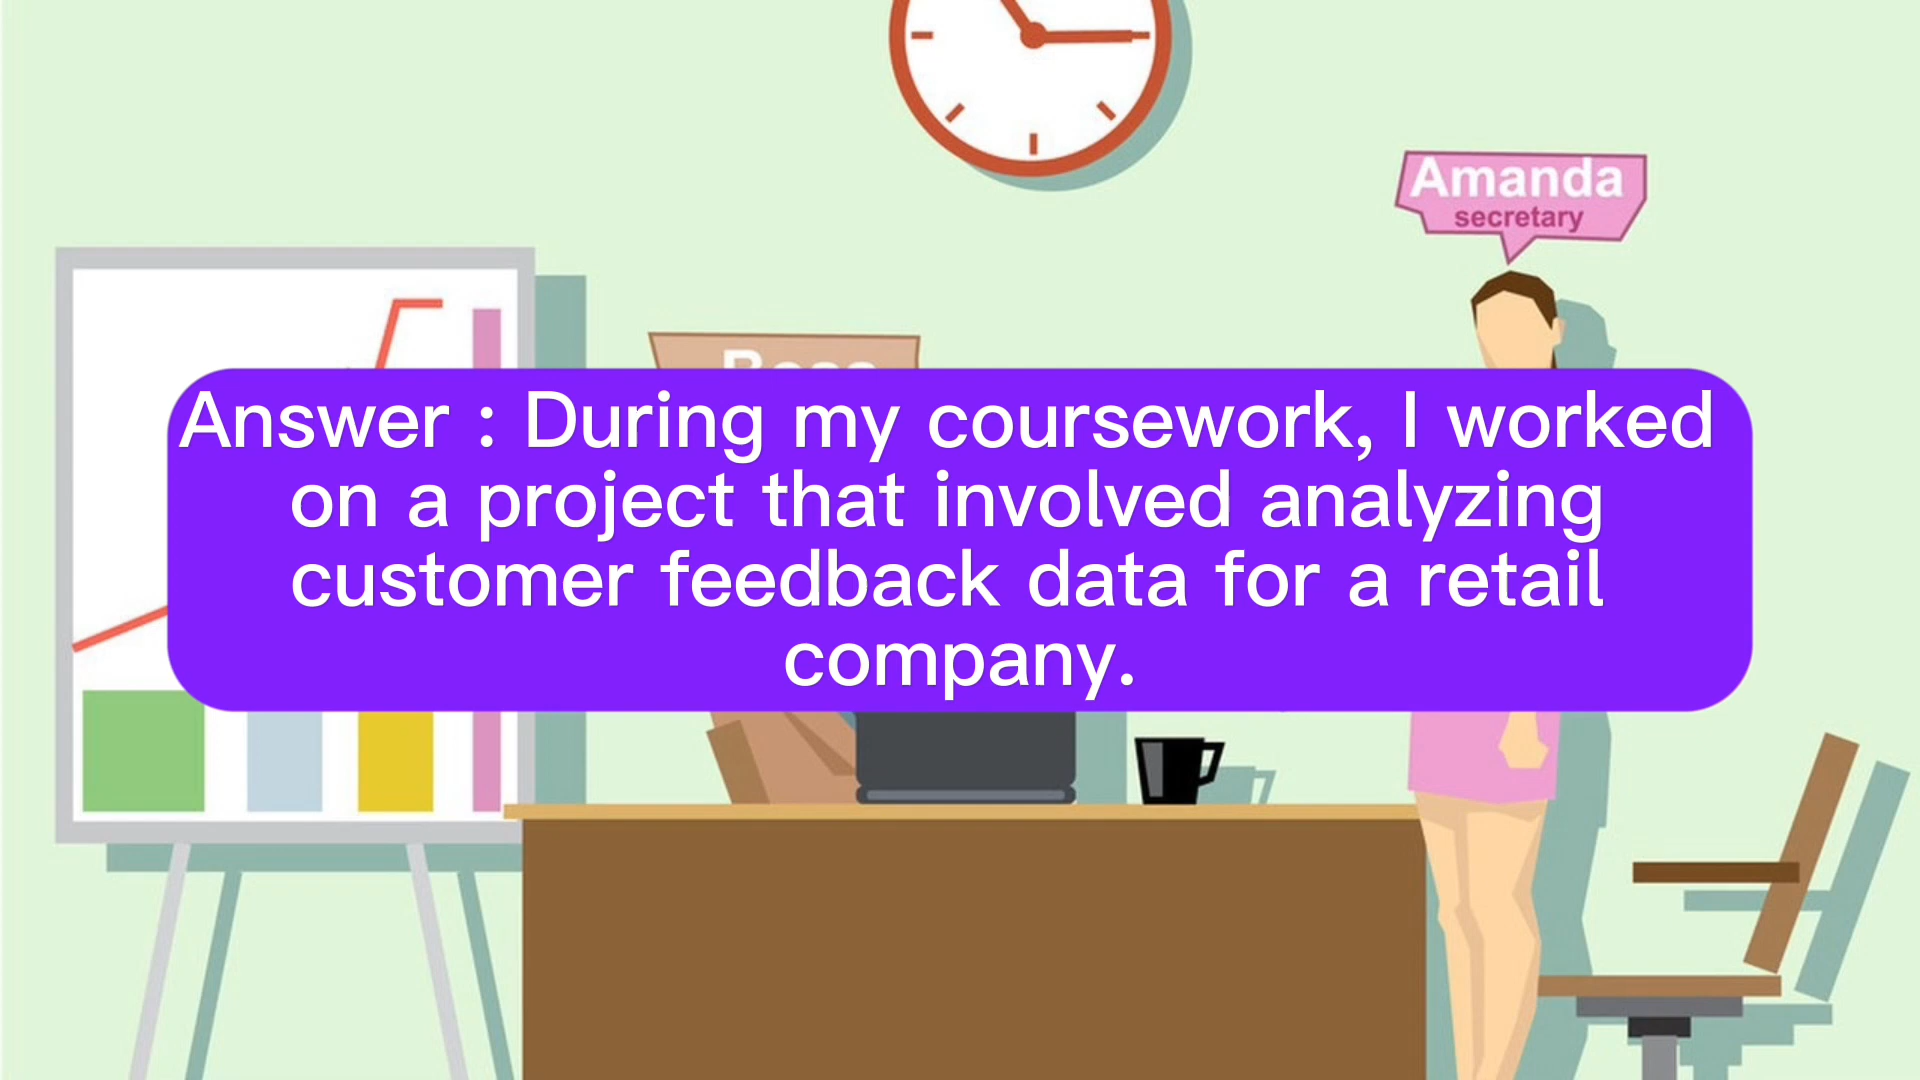 Amanda
secretary
Answer : During my coursework, I worked
on a project that involved analyzing
customer feedback data for a retail
company.